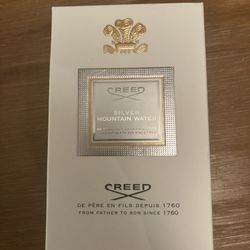 CREED
SILVER
MOUNTAIN WATER
CREED
DE PÈRE EN FILS DEPUIS 1760
FROM FATHER TO SON SINCE 1760